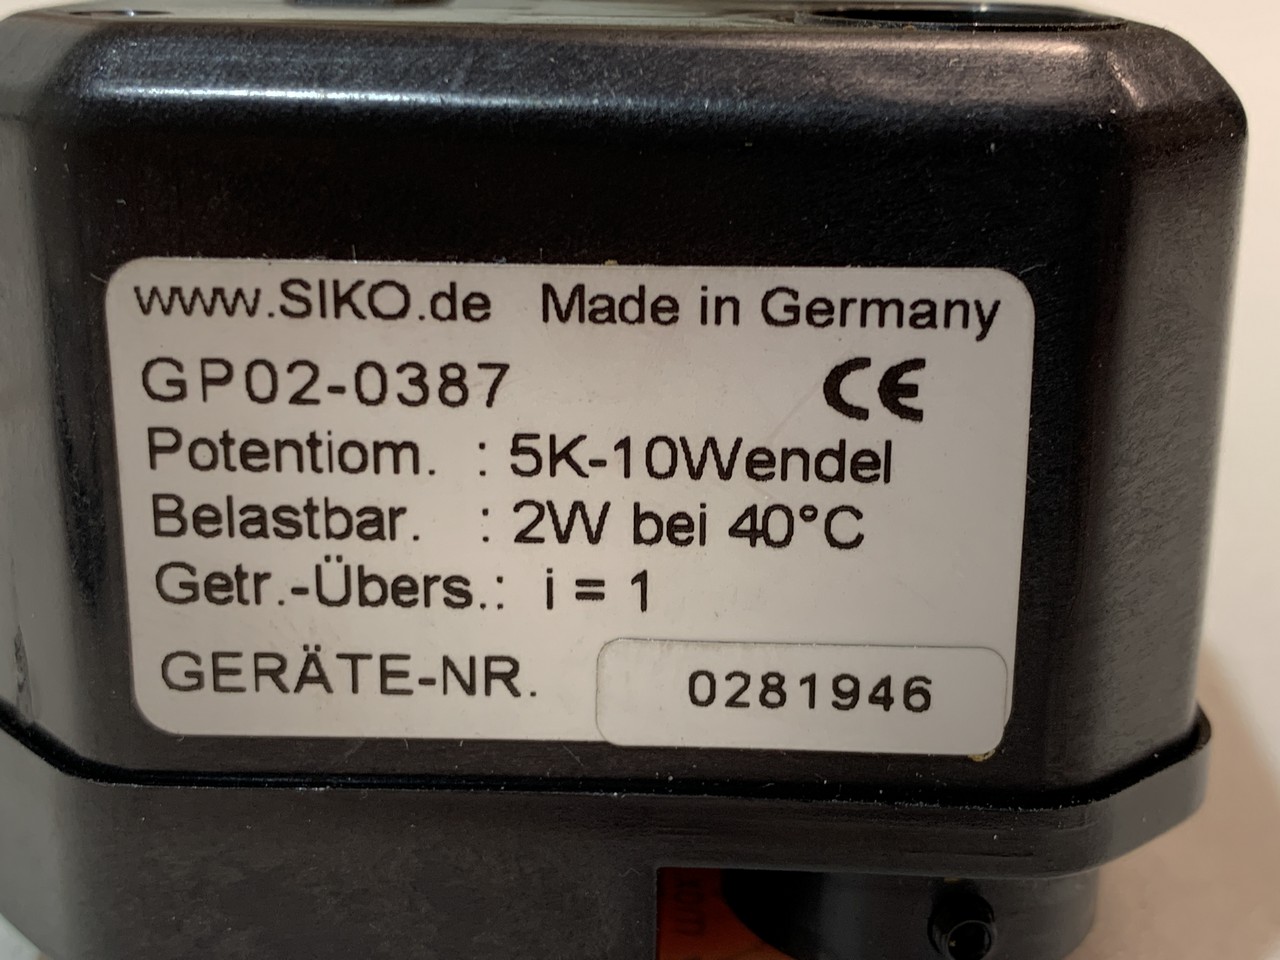 www.SIKO.de Made in Germany
GP02-0387 CE
Potentiom. : 5K-10Wendel
Belastbar. : 2W bei 40°C
Getr.-Übers.: i = 1
GERÄTE-NR. 0281946